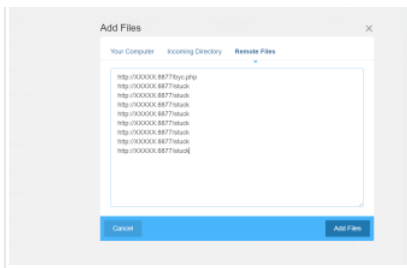 Add Files
×
Your Computer Incoming Directory Remote Files
http://XXXXX:8877/byc.php
http://XXXXX:8877/stuck
http://XXXXX:8877/stuck
http://XXXXX:8877/stuck
http://XXXXX:8877/stuck
http://XXXXX:8877/stuck
http://XXXXX:8877/stuck
http://XXXXX:8877/stuck
http://XXXXX:8877/stuck
Cancel Add Files